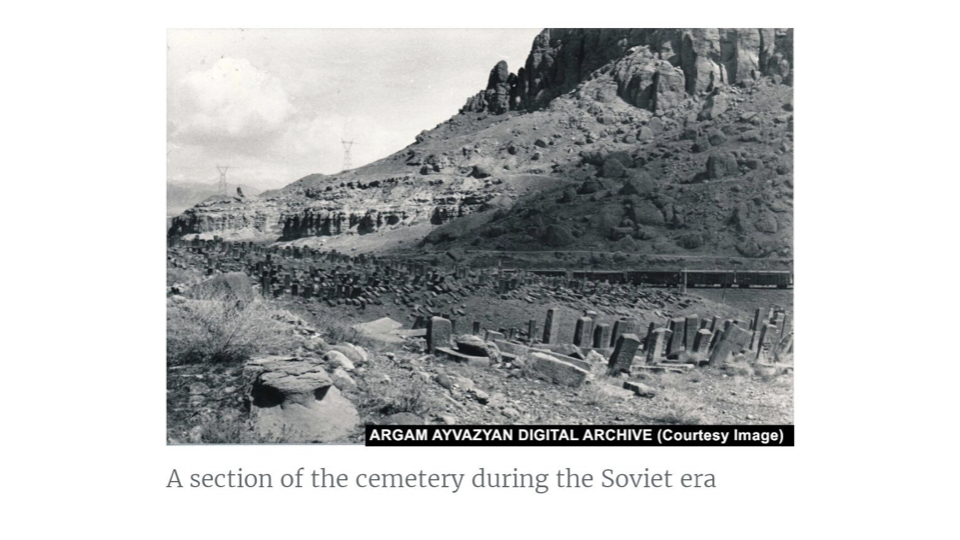 ARGAM AYVAZYAN DIGITAL ARCHIVE (Courtesy Image)
A section of the cemetery during the Soviet era